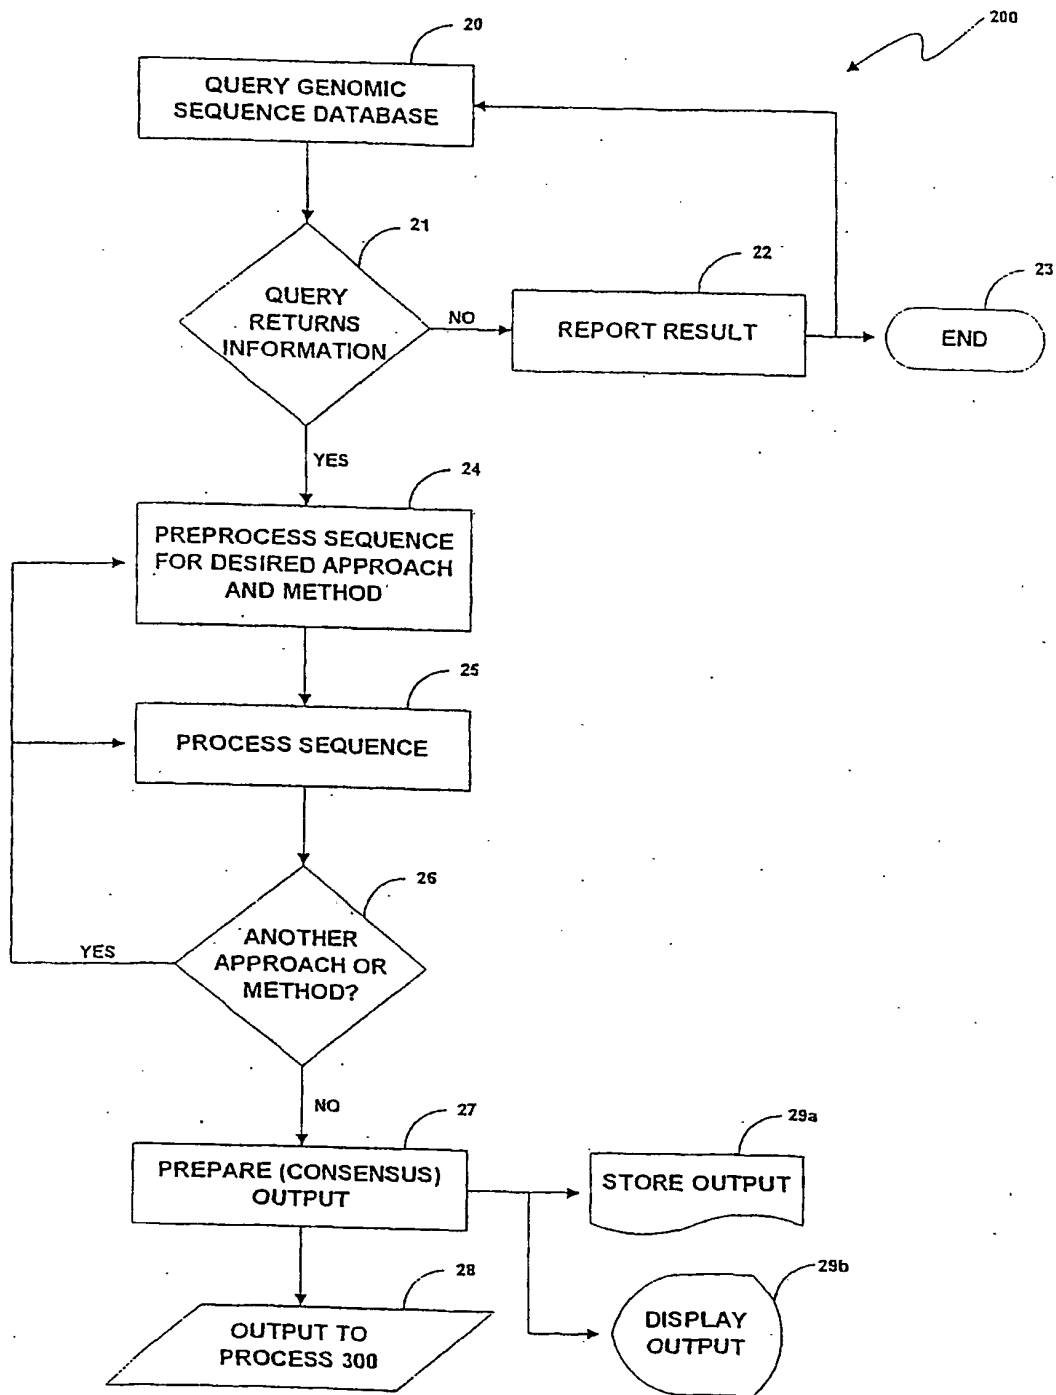 20
200
QUERY GENOMIC
SEQUENCE DATABASE
21
QUERY
RETURNS
INFORMATION
NO
22
REPORT RESULT
23
END
YES
24
PREPROCESS SEQUENCE
FOR DESIRED APPROACH
AND METHOD
25
PROCESS SEQUENCE
26
ANOTHER
APPROACH OR
METHOD?
YES
NO
27
PREPARE (CONSENSUS)
OUTPUT
29a
STORE OUTPUT
28
OUTPUT TO
PROCESS 300
29b
DISPLAY
OUTPUT